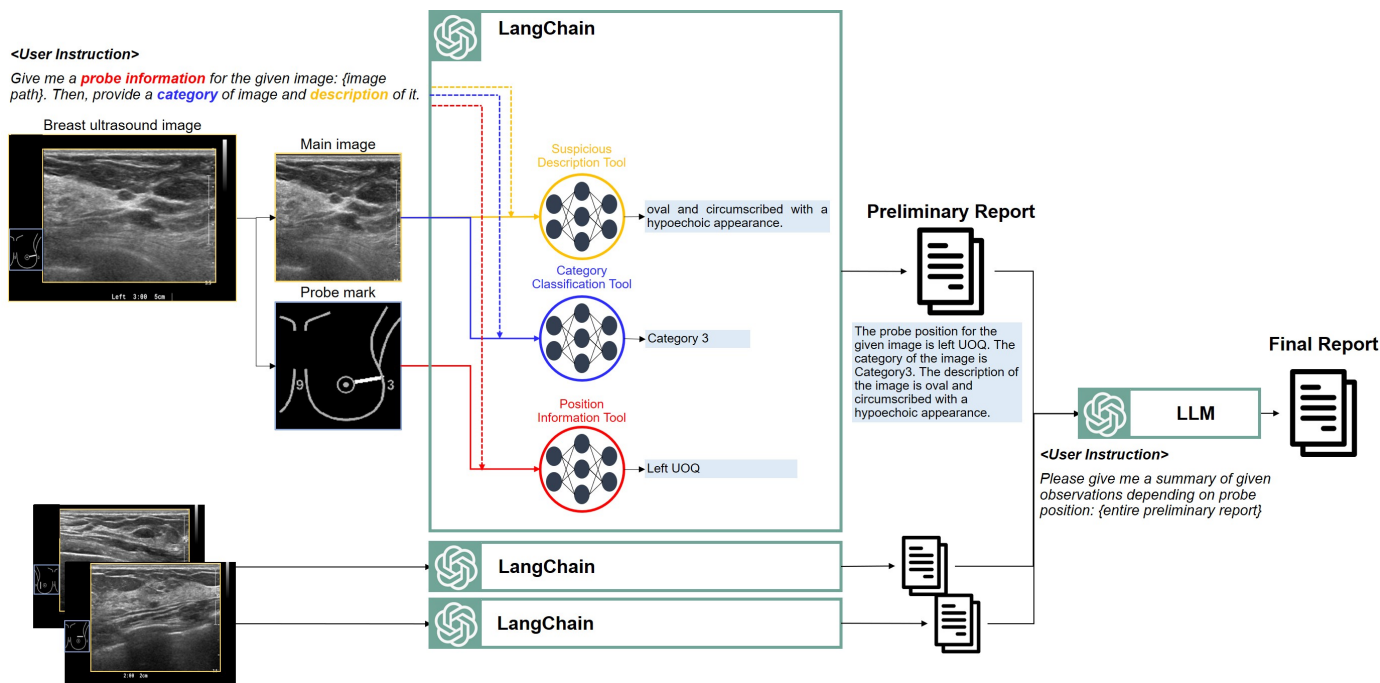 LangChain
<User Instruction>
Give me a probe information for the given image: {image
path}. Then, provide a category of image and description of it.
Breast ultrasound image
Left 3:00 5cm
Main image
Probe mark
9
3
Suspicious
Description Tool
oval and circumscribed with a
hypoechoic appearance.
Category
Classification Tool
Category 3
Position
Information Tool
Left UOQ
Preliminary Report
The probe position for the
given image is left UOQ. The
category of the image is
Category3. The description of
the image is oval and
circumscribed with a
hypoechoic appearance.
Final Report
LLM
<User Instruction>
Please give me a summary of given
observations depending on probe
position: {entire preliminary report}
LangChain
LangChain
2:00 2cm